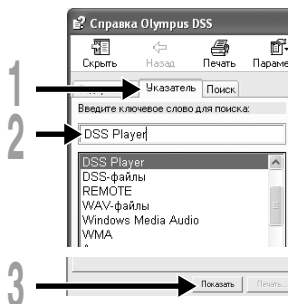 Справка Olympus DSS
Скрыть Назад Печать
1
Указатель Поиск
Введите ключевое слово для поиска:
2
DSS Player
DSS Player
DSS-файлы
REMOTE
WAV-файлы
Windows Media Audio
WMA
3
Показать Печать...